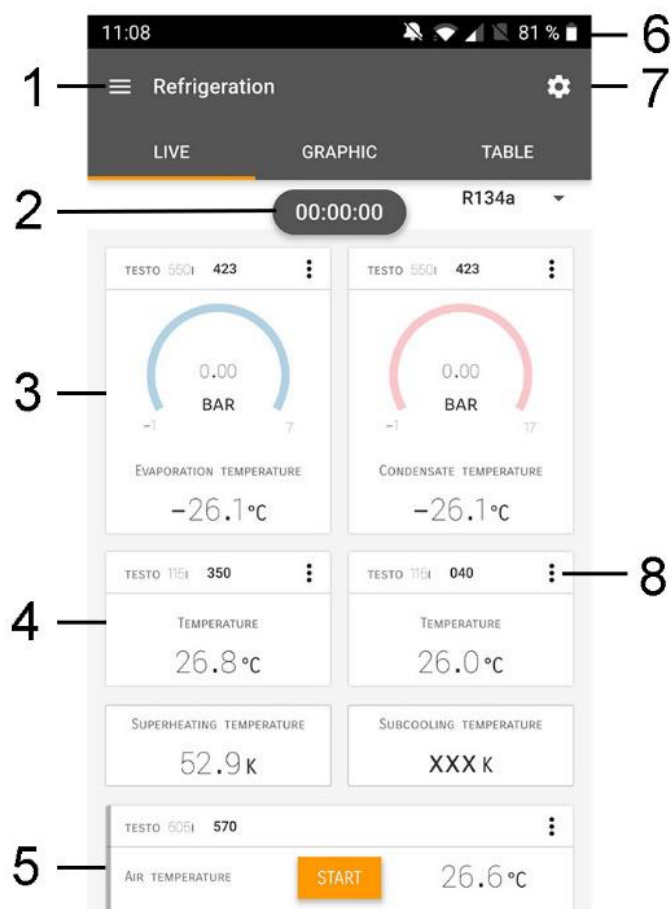 11:08 81 % 6
1 Refrigeration 7
LIVE GRAPHIC TABLE
2 00:00:00 R134a
TESTO 550I 423 TESTO 550I 423
3 0.00 0.00
BAR BAR
-1 7 -1 17
EVAPORATION TEMPERATURE CONDENSATE TEMPERATURE
-26.1 °C -26.1 °C
TESTO 115I 350 TESTO 115I 040 8
4 TEMPERATURE TEMPERATURE
26.8 °C 26.0 °C
SUPERHEATING TEMPERATURE SUBCOOLING TEMPERATURE
52.9 K XXX K
TESTO 605I 570
5 AIR TEMPERATURE START 26.6 °C